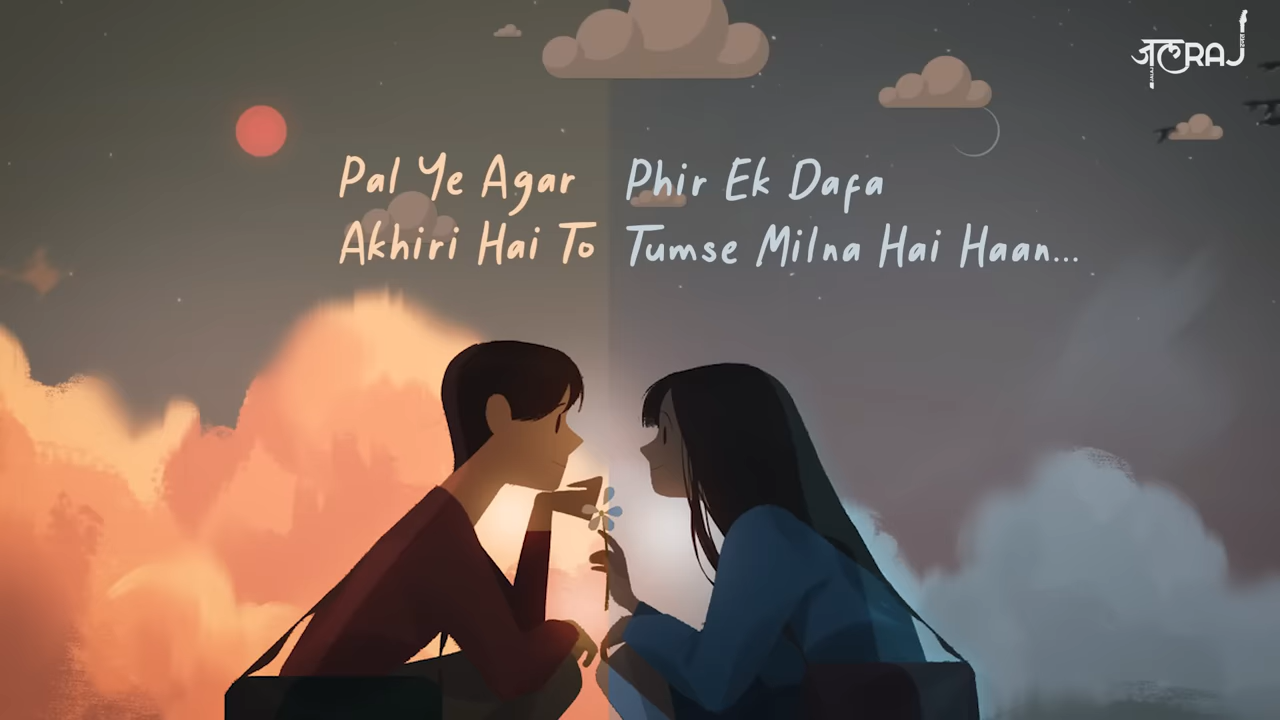 जलRAJ
Pal Ye Agar
Akhiri Hai To
Phir Ek Dafa
Tumse Milna Hai Haan...